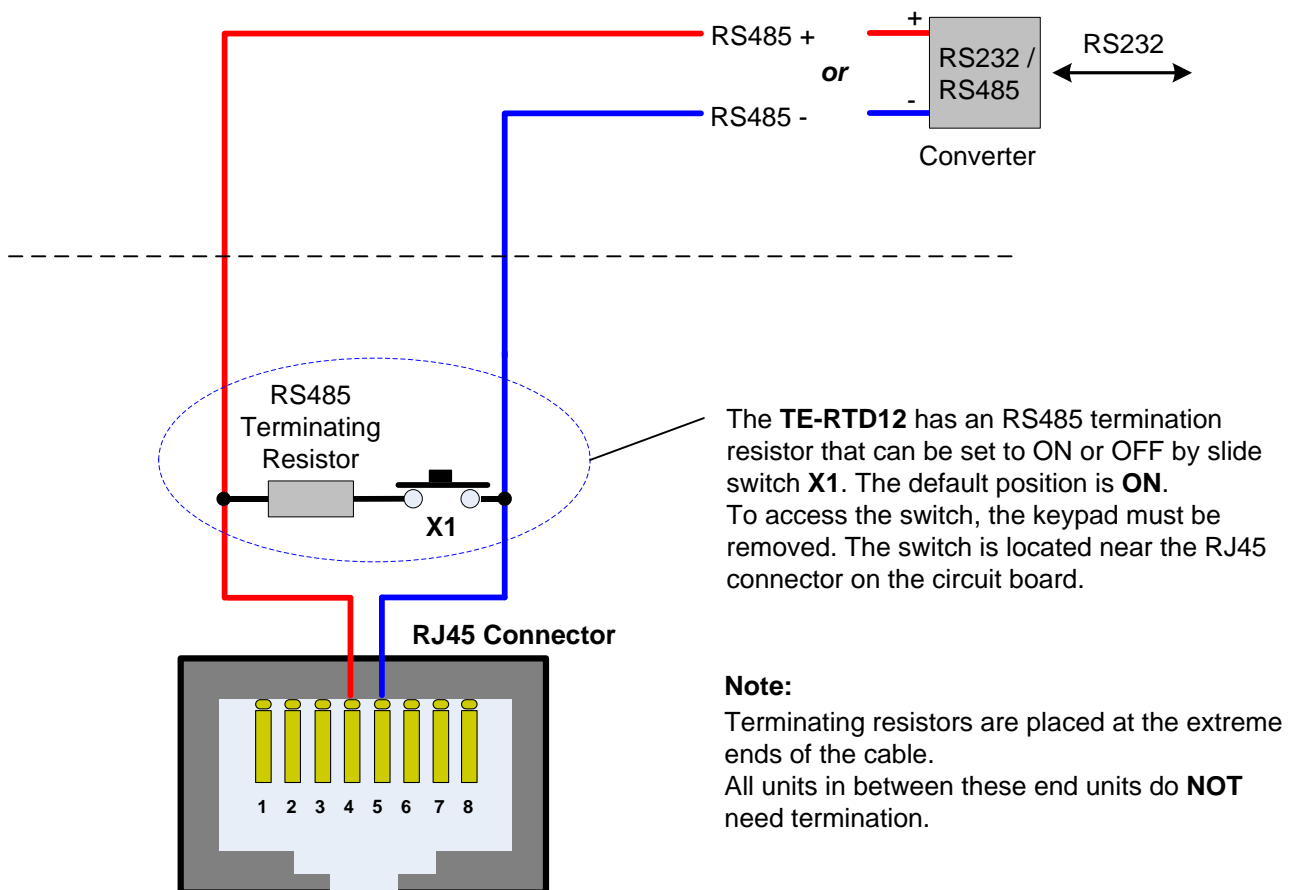 RS485 +
or
RS485 -
+
-
RS232 /
RS485
Converter
RS232
RS485
Terminating
Resistor
X1
The TE-RTD12 has an RS485 termination
resistor that can be set to ON or OFF by slide
switch X1. The default position is ON.
To access the switch, the keypad must be
removed. The switch is located near the RJ45
connector on the circuit board.
RJ45 Connector
1 2 3 4 5 6 7 8
Note:
Terminating resistors are placed at the extreme
ends of the cable.
All units in between these end units do NOT
need termination.